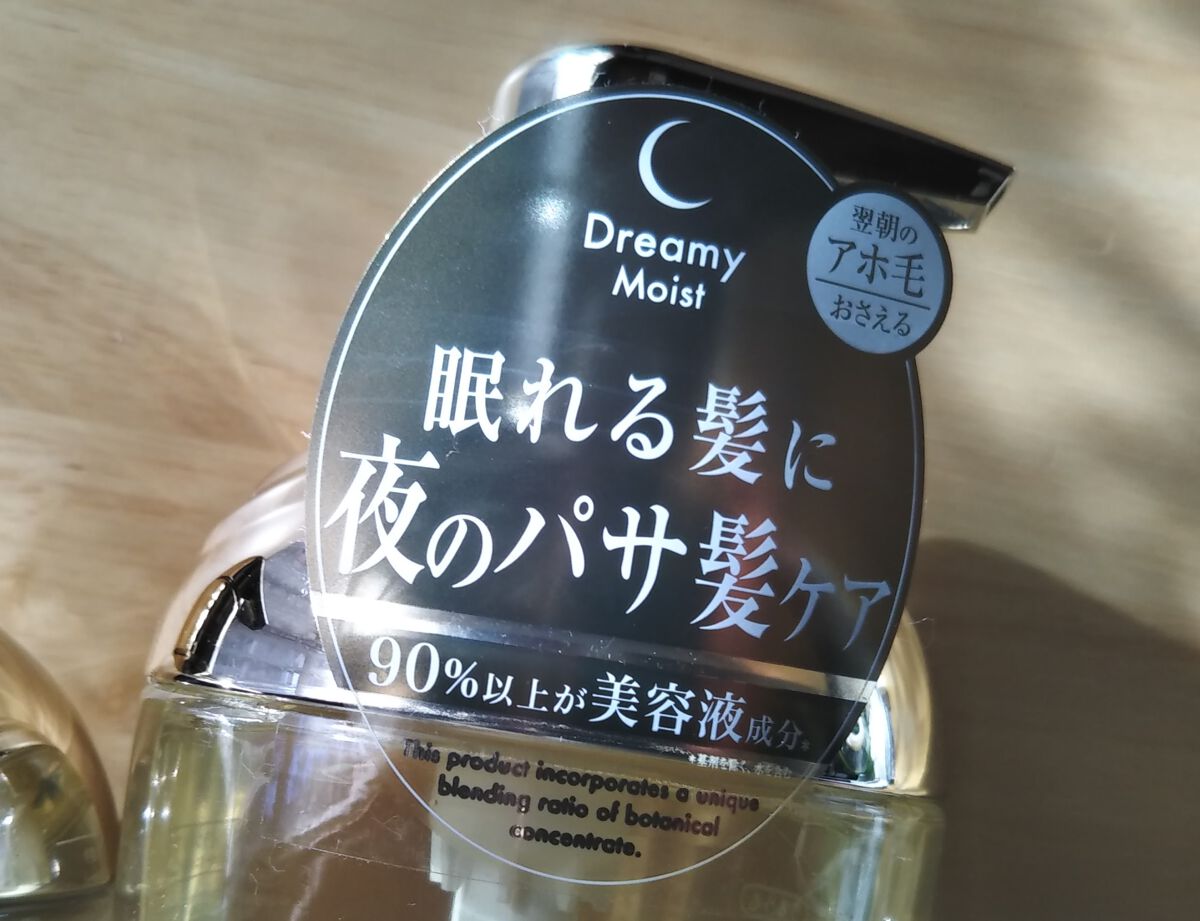 Dreamy
Moist
翌朝の
アホ毛
おさえる
眠れる髪に
夜のパサ髪ケア
90%以上が美容液成分*
This product incorporates a unique
blending ratio of botanical
concentrate.